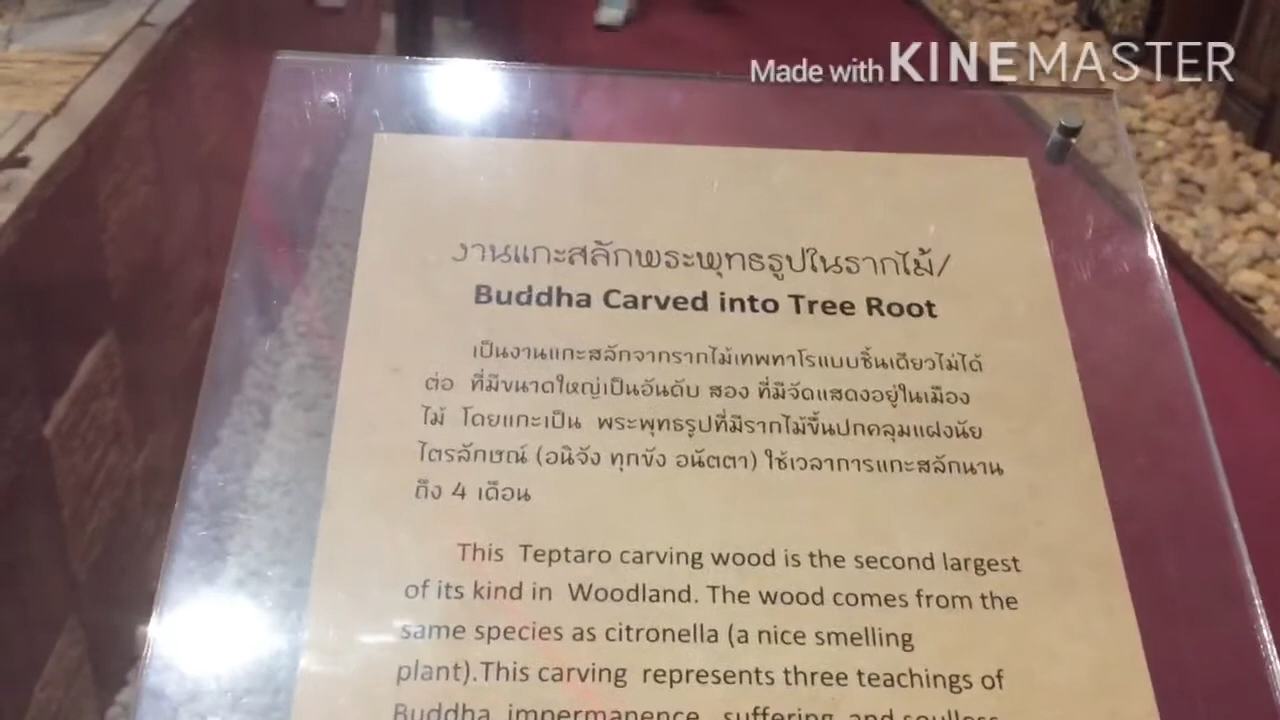 Made with KINEMASTER
งานแกะสลักพระพุทธรูปในรากไม้/
Buddha Carved into Tree Root
เป็นงานแกะสลักจากรากไม้เทพทาโรแบบชิ้นเดียวไม่ได้
ต่อ ที่มีขนาดใหญ่เป็นอันดับ สอง ที่มีจัดแสดงอยู่ในเมือง
ไม้ โดยแกะเป็น พระพุทธรูปที่มีรากไม้ขึ้นปกคลุมแฝงนัย
ไตรลักษณ์ (อนิจัง ทุกขัง อนัตตา) ใช้เวลาการแกะสลักนาน
ถึง 4 เดือน
This Teptaro carving wood is the second largest
of its kind in Woodland. The wood comes from the
same species as citronella (a nice smelling
plant).This carving represents three teachings of
Buddha impermanence, suffering and soulless